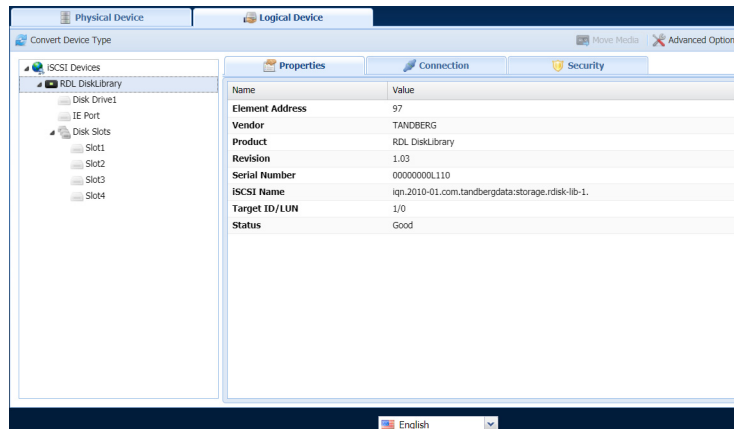 Physical Device
Logical Device
Convert Device Type
Move Media
Advanced Option
iSCSI Devices
RDL DiskLibrary
Disk Drive1
IE Port
Disk Slots
Slot1
Slot2
Slot3
Slot4
Properties
Connection
Security
Name Value
Element Address 97
Vendor TANDBERG
Product RDL DiskLibrary
Revision 1.03
Serial Number 00000000L110
iSCSI Name iqn.2010-01.com.tandbergdata:storage.rdisk-lib-1.
Target ID/LUN 1/0
Status Good
English